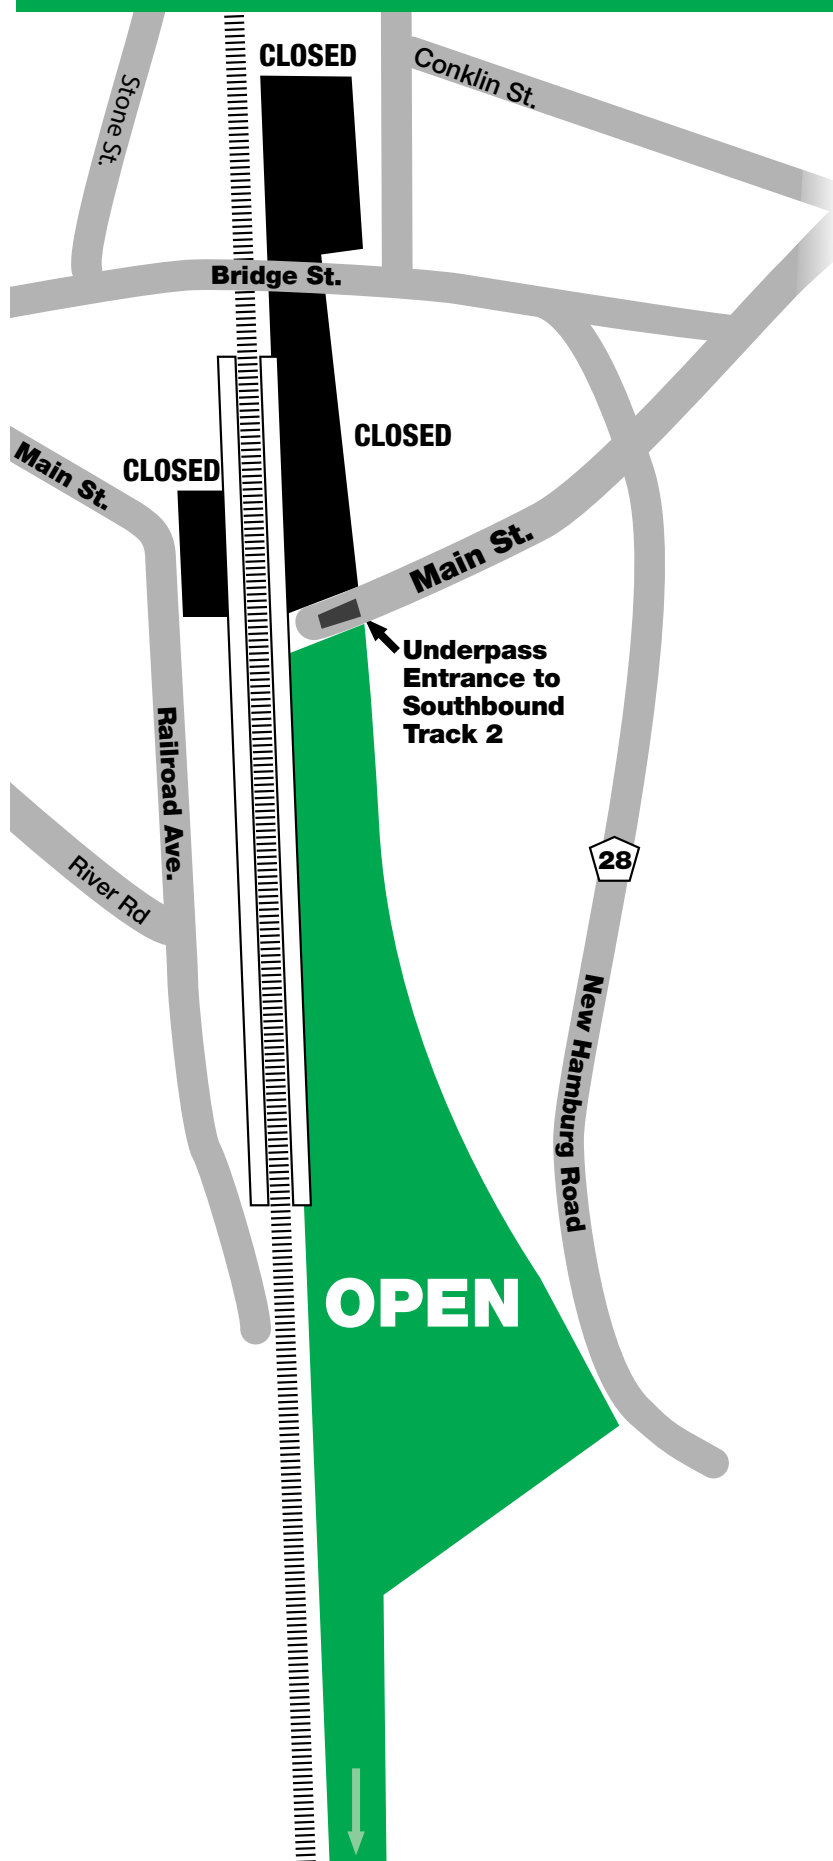 CLOSED
Conklin St.
Stone St.
Bridge St.
CLOSED
Main St.
CLOSED
Main St.
Underpass
Entrance to
Southbound
Track 2
Railroad Ave.
28
River Rd
New Hamburg Road
OPEN